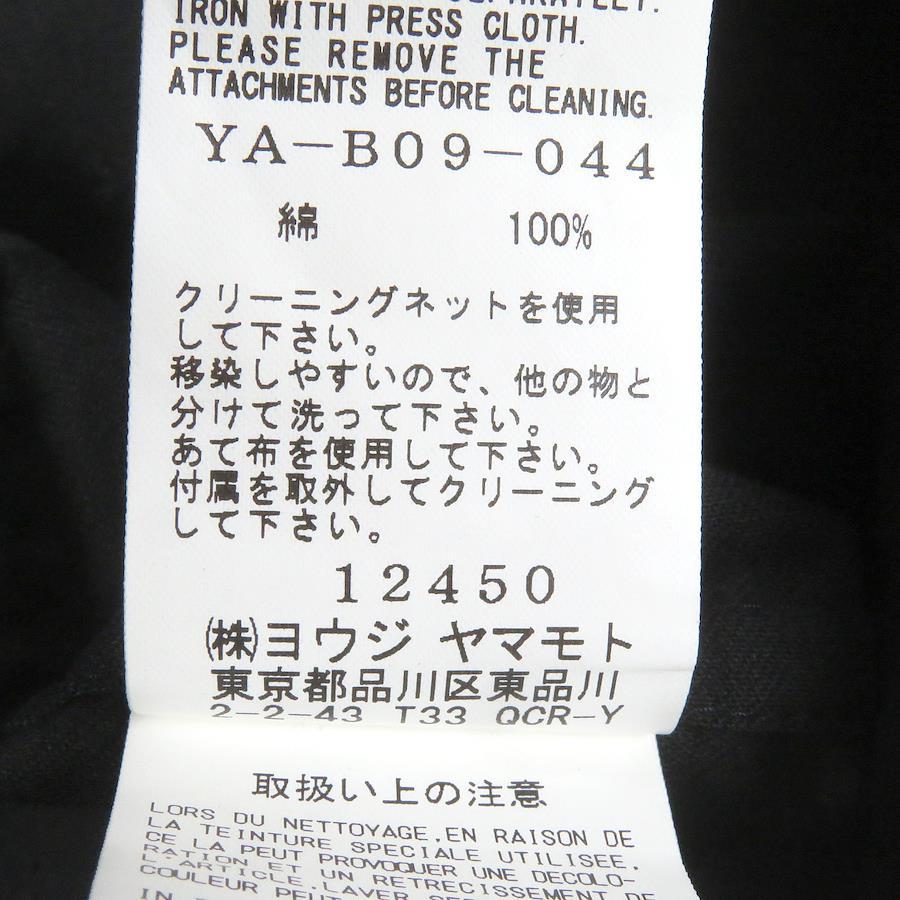 SEPARATELY.
IRON WITH PRESS CLOTH.
PLEASE REMOVE THE
ATTACHMENTS BEFORE CLEANING.
YA-B09-044
綿 100%
クリーニングネットを使用
して下さい。
移染しやすいので、他の物と
分けて洗って下さい。
あて布を使用して下さい。
付属を取外してクリーニング
して下さい。
12450
㈱ヨウジ ヤマモト
東京都品川区東品川
2-2-43 T33 QCR-Y
取扱い上の注意
LORS DU NETTOYAGE,EN RAISON DE
LA TEINTURE SPECIALE UTILISEE,
CE LA PEUT PROVOQUER UNE DECOLO-
RATION ET UN RETRECISSEMENT DE
L'ARTICLE.LAVER
COULEUR PEUT
IN